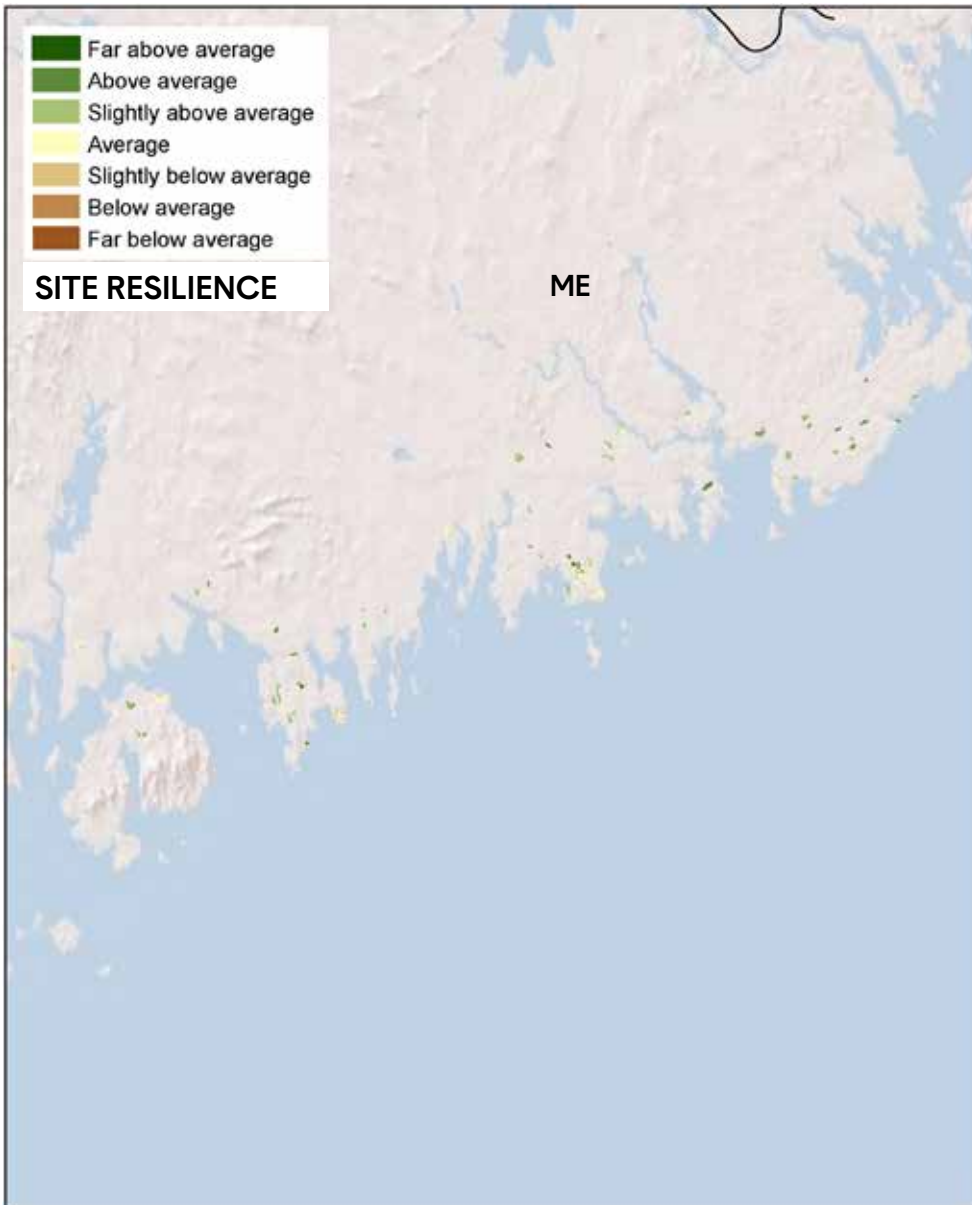 Far above average
Above average
Slightly above average
Average
Slightly below average
Below average
Far below average
SITE RESILIENCE
ME